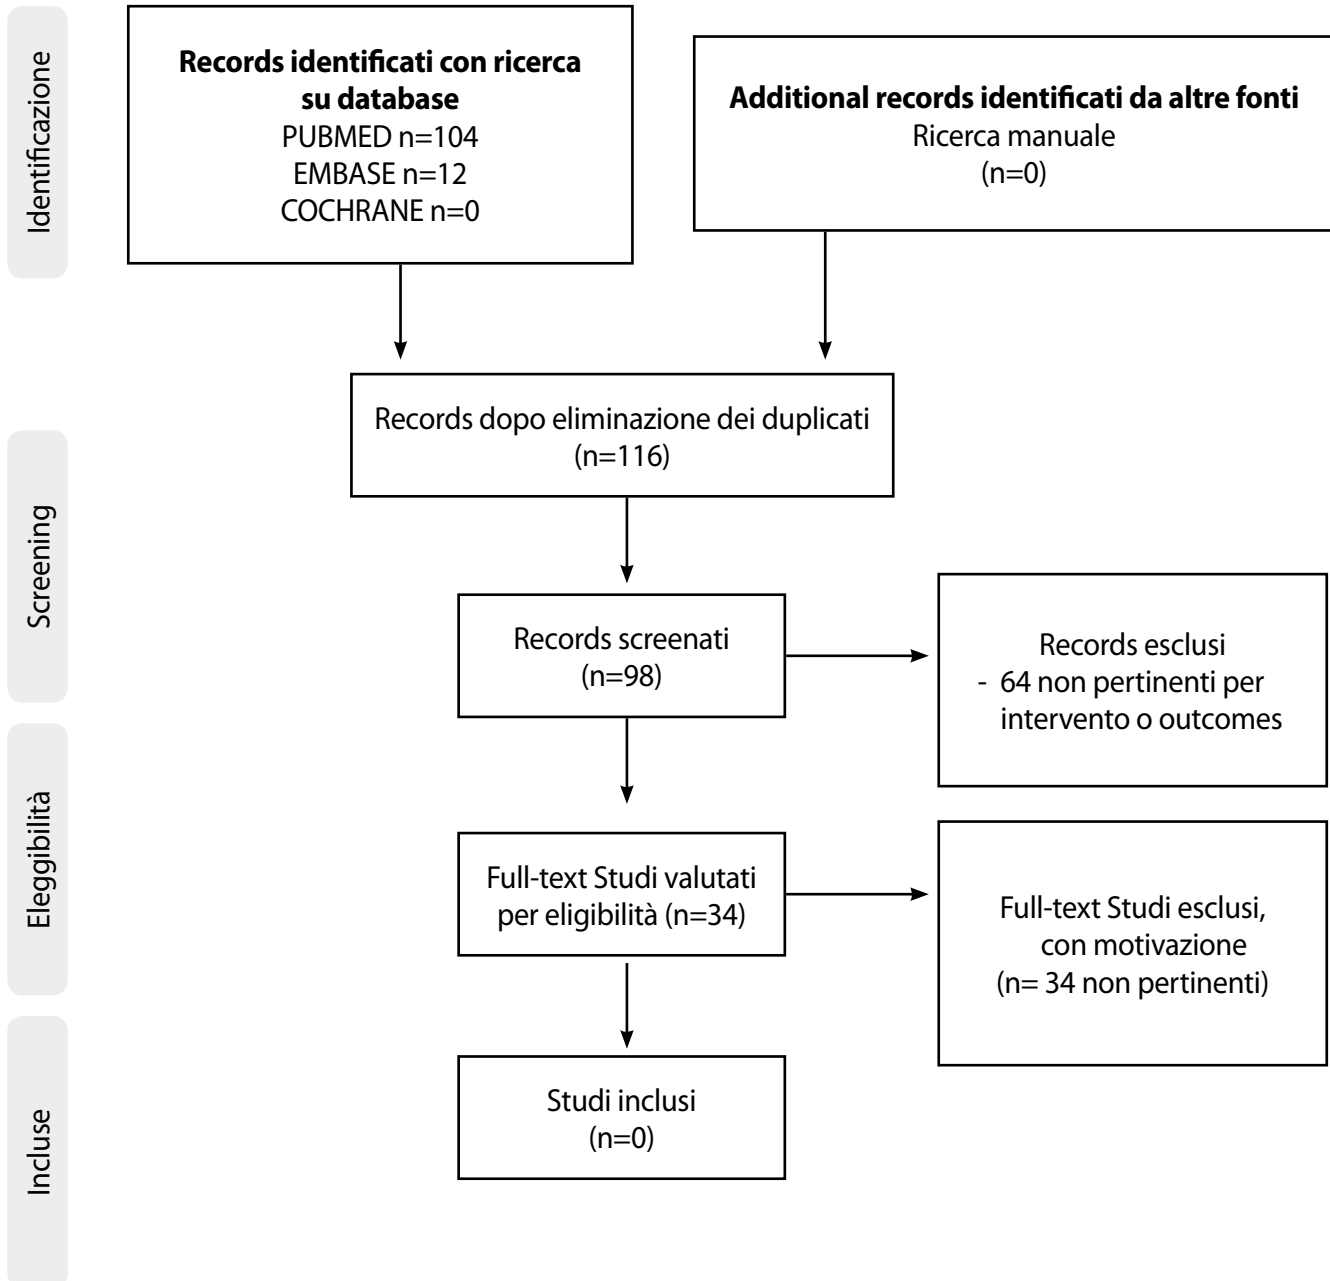 Identificazione
Records identificati con ricerca
su database
PUBMED n=104
EMBASE n=12
COCHRANE n=0
Additional records identificati da altre fonti
Ricerca manuale
(n=0)
Records dopo eliminazione dei duplicati
(n=116)
Screening
Records screenati
(n=98)
Records esclusi
- 64 non pertinenti per
intervento o outcomes
Eleggibilità
Full-text Studi valutati
per eligibilità (n=34)
Full-text Studi esclusi,
con motivazione
(n= 34 non pertinenti)
Incluse
Studi inclusi
(n=0)